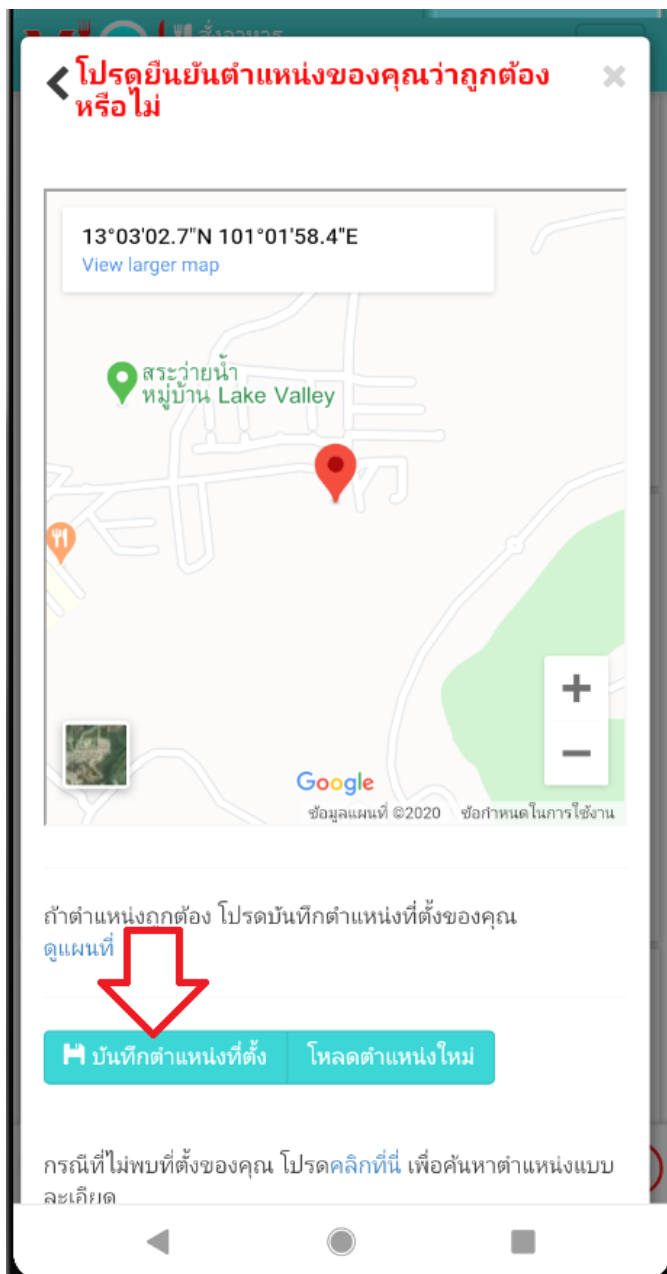 สั่งอาหาร
โปรดยืนยันตำแหน่งของคุณว่าถูกต้อง
หรือไม่
13°03'02.7"N 101°01'58.4"E
View larger map
สระว่ายน้ำ
หมู่บ้าน Lake Valley
Google
ข้อมูลแผนที่ ©2020 ข้อกำหนดในการใช้งาน
ถ้าตำแหน่งถูกต้อง โปรดบันทึกตำแหน่งที่ตั้งของคุณ
ดูแผนที่
บันทึกตำแหน่งที่ตั้ง โหลดตำแหน่งใหม่
กรณีที่ไม่พบที่ตั้งของคุณ โปรดคลิกที่นี่ เพื่อค้นหาตำแหน่งแบบ
ละเอียด